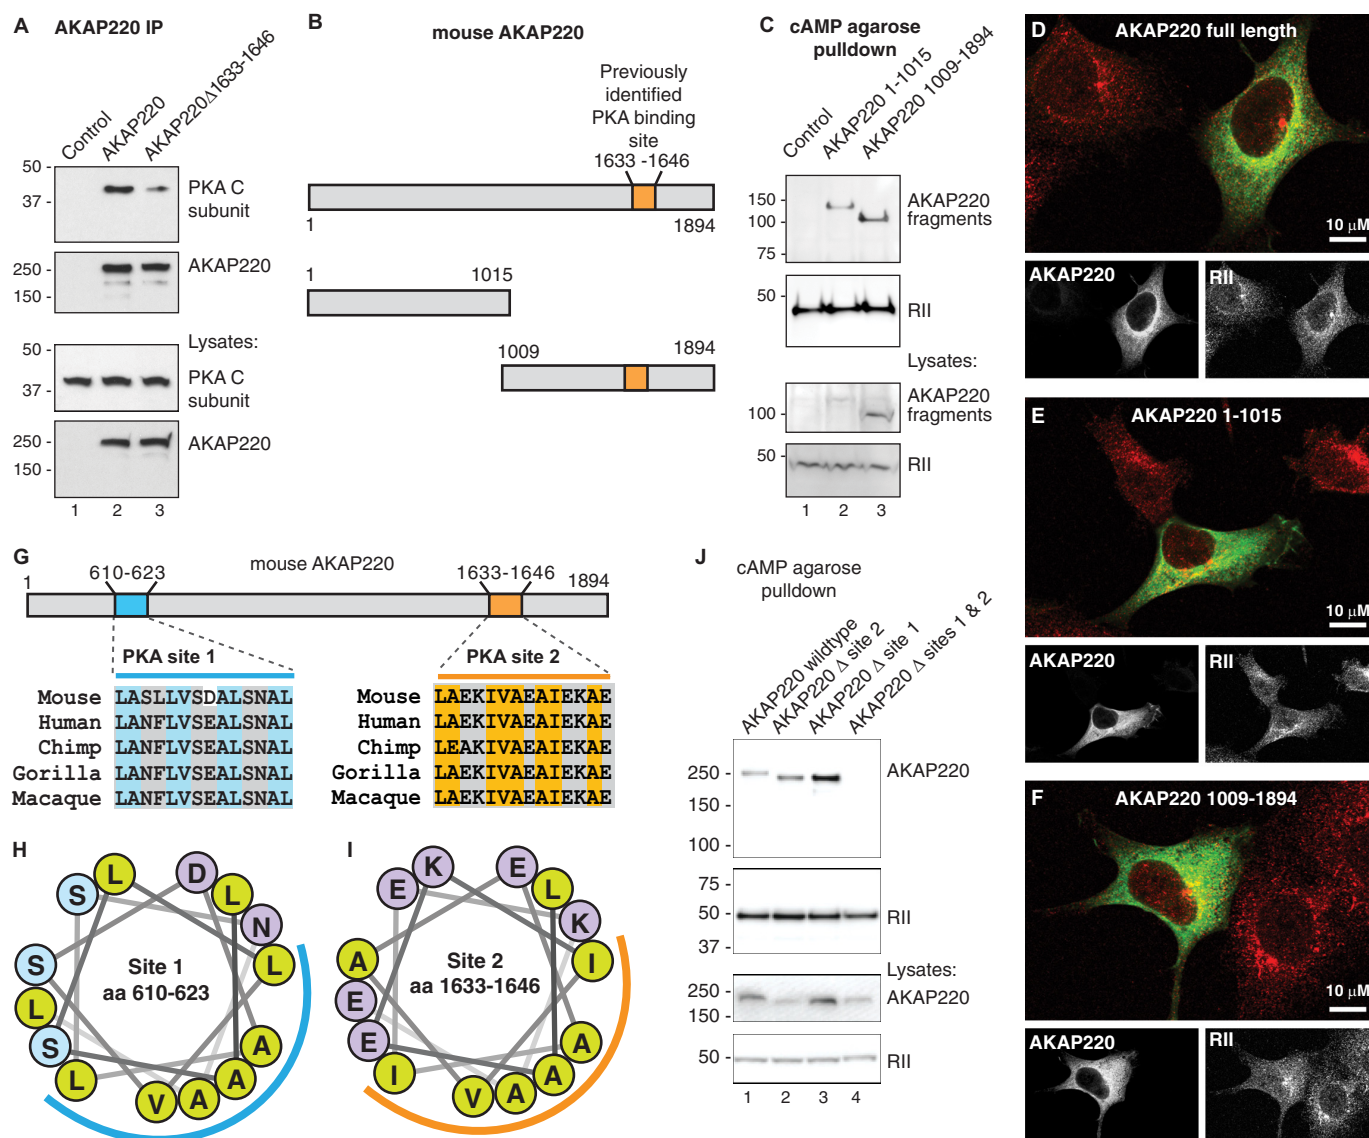 A AKAP220 IP
Control
AKAP220
AKAP220Δ1633-1646
50 -
37 -
PKA C
subunit
250 -
150 -
AKAP220
Lysates:
50 -
37 -
PKA C
subunit
250 -
150 -
AKAP220
1 2 3
B
mouse AKAP220
Previously
identified
PKA binding
site
1633 -1646
1 1894
1 1015
1009 1894
C cAMP agarose
pulldown
Control
AKAP220 1-1015
AKAP220 1009-1894
150 -
100 -
75 -
AKAP220
fragments
50 -
RII
Lysates:
100 -
AKAP220
fragments
50 -
RII
1 2 3
D AKAP220 full length
10 µM
AKAP220 RII
E AKAP220 1-1015
10 µM
AKAP220 RII
F AKAP220 1009-1894
10 µM
AKAP220 RII
G
mouse AKAP220
1 610-623 1633-1646 1894
PKA site 1
Mouse LASLLVSDALSNAL
Human LANFLVSEALSNAL
Chimp LANFLVSEALSNAL
Gorilla LANFLVSEALSNAL
Macaque LANFLVSEALSNAL
PKA site 2
Mouse LAEKIVAEAIEKAE
Human LAEKIVAEAIEKAE
Chimp LEAKIVAEAIEKAE
Gorilla LAEKIVAEAIEKAE
Macaque LAEKIVAEAIEKAE
H
S L D L N L A A A V L S L S
Site 1
aa 610-623
I
E K E L K I A A A V I E E A
Site 2
aa 1633-1646
J
cAMP agarose
pulldown
AKAP220 wildtype
AKAP220 Δ site 2
AKAP220 Δ site 1
AKAP220 Δ sites 1 & 2
250 -
150 -
100 -
AKAP220
75 -
50 -
37 -
RII
Lysates:
250 -
150 -
AKAP220
50 -
RII
1 2 3 4